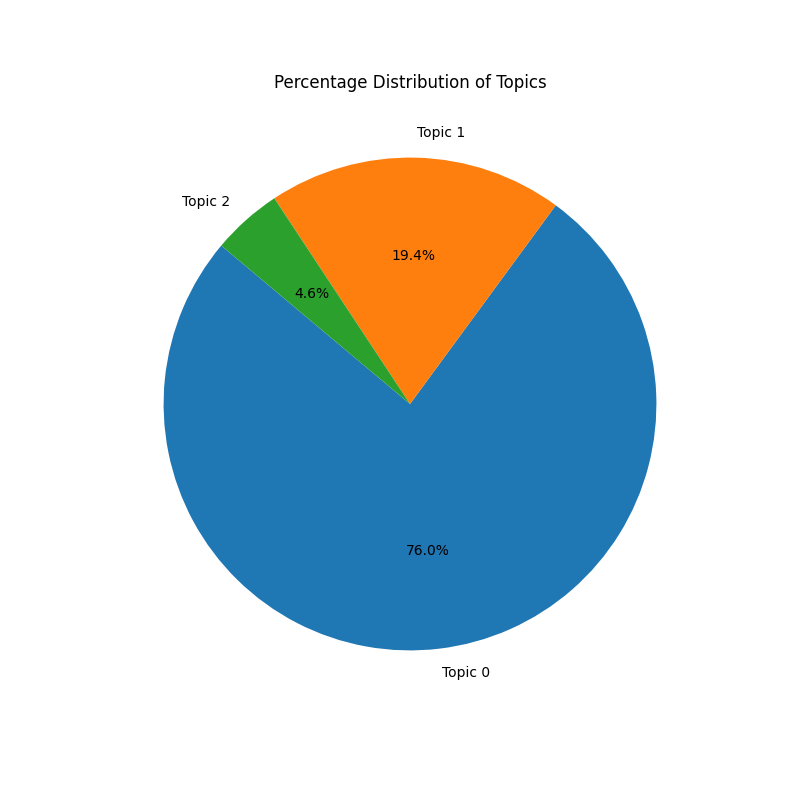 Percentage Distribution of Topics
Topic 1
Topic 2
19.4%
4.6%
76.0%
Topic 0